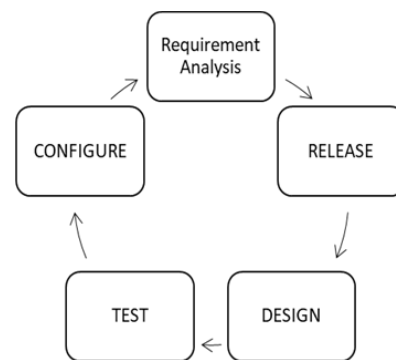 Requirement
Analysis
CONFIGURE
RELEASE
TEST
DESIGN